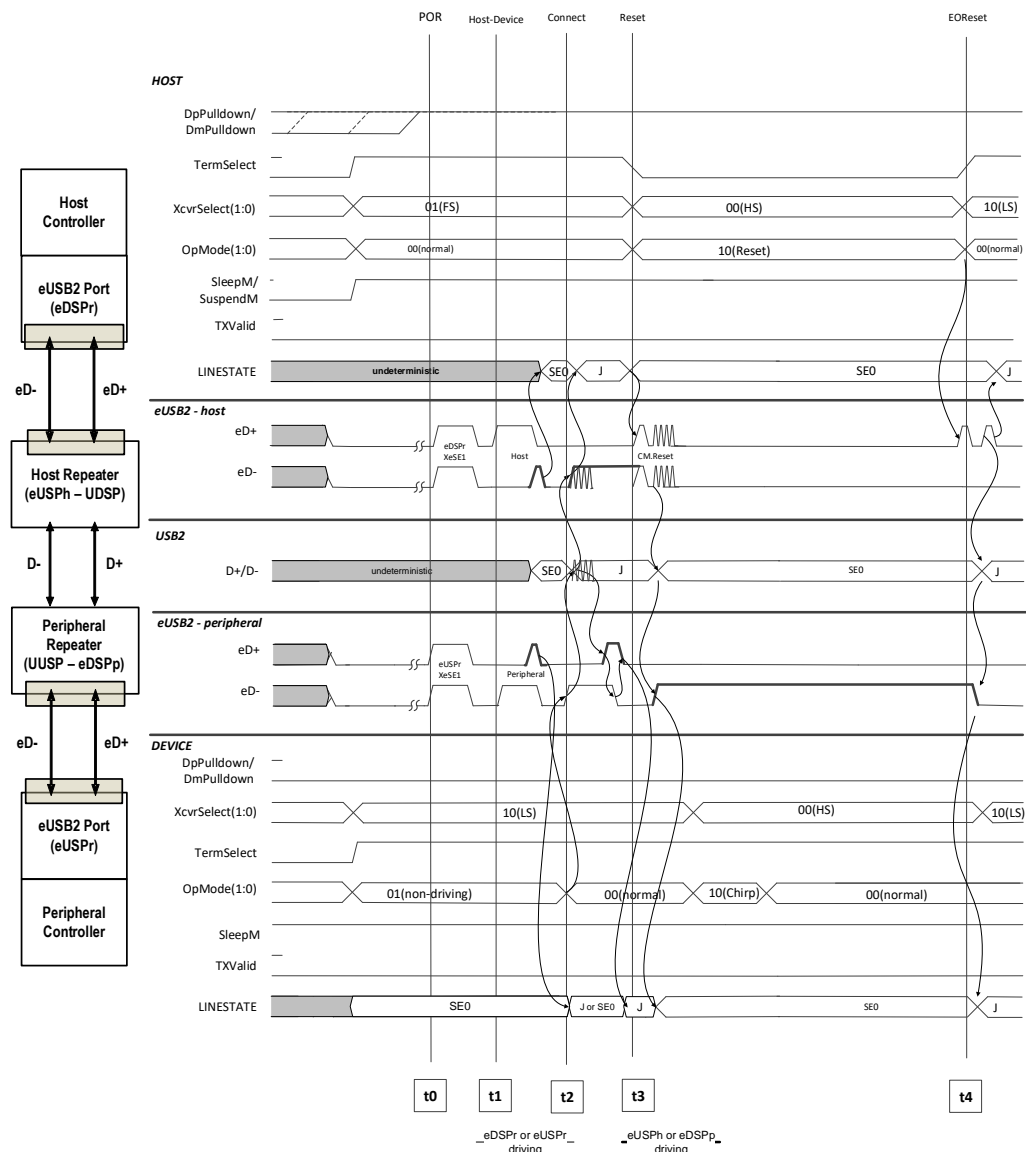 POR Host-Device Connect Reset EOReset
HOST
DpPulldown/
DmPulldown
TermSelect
XcvrSelect(1:0) 01(FS) 00(HS) 10(LS)
OpMode(1:0) 00(normal) 10(Reset) 00(normal)
SleepM/
SuspendM
TXValid
LINESTATE undeterministic SE0 J SE0 J
Host
Controller
eUSB2 Port
(eDSPr)
eD- eD+
eUSB2 - host
eD+ eDSPr
XeSE1 Host CM.Reset
eD-
Host Repeater
(eUSPh – UDSP)
D- D+
USB2
D+/D- undeterministic SE0 J SE0 J
Peripheral
Repeater
(UUSP – eDSPp)
eUSB2 - peripheral
eD+ eUSPr
XeSE1 Peripheral
eD-
eD- eD+
DEVICE
DpPulldown/
DmPulldown
XcvrSelect(1:0) 10(LS) 00(HS) 10(LS)
TermSelect
OpMode(1:0) 01(non-driving) 00(normal) 10(Chirp) 00(normal)
SleepM
TXValid
LINESTATE SE0 J or SE0 J SE0 J
eUSB2 Port
(eUSPr)
Peripheral
Controller
t0 t1 t2 t3 t4
eDSPr or eUSPr
driving
eUSPh or eDSPp
driving